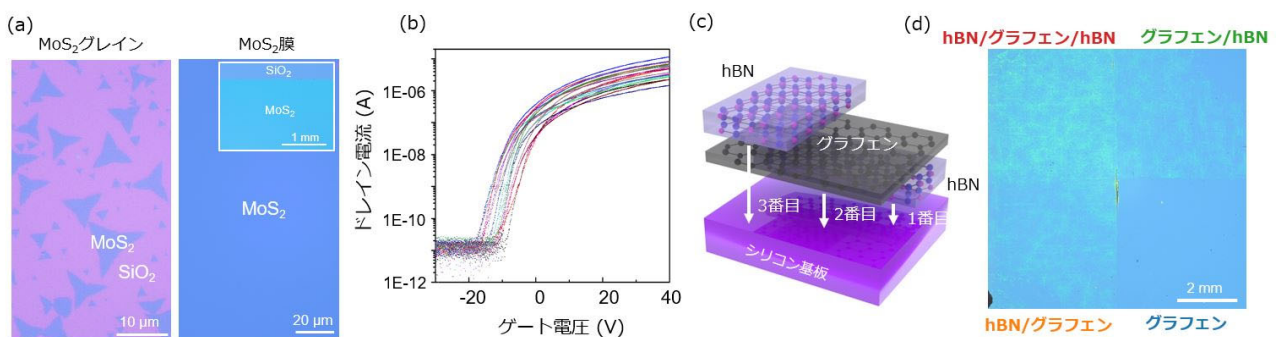 (a)
MoS₂グレイン
MoS₂
SiO₂
10 μm
MoS₂膜
SiO₂
MoS₂
1 mm
MoS₂
20 μm
(b)
ドレイン電流 (A)
1E-06
1E-08
1E-10
1E-12
-20
0
20
40
ゲート電圧 (V)
(c)
hBN
グラフェン
hBN
3番目
2番目
1番目
シリコン基板
(d)
hBN/グラフェン/hBN
グラフェン/hBN
2 mm
hBN/グラフェン
グラフェン